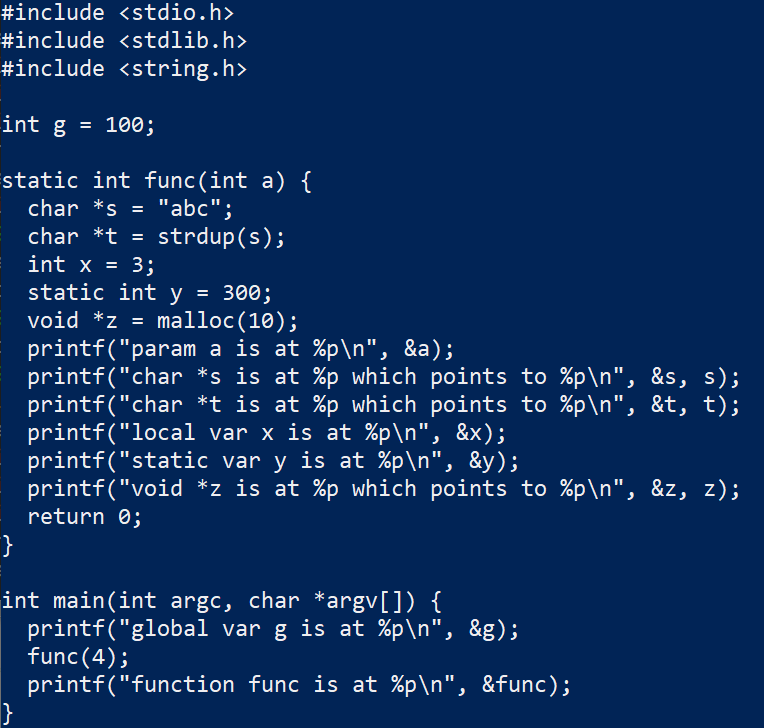 #include <stdio.h>
#include <stdlib.h>
#include <string.h>

int g = 100;

static int func(int a) {
  char *s = "abc";
  char *t = strdup(s);
  int x = 3;
  static int y = 300;
  void *z = malloc(10);
  printf("param a is at %p\n", &a);
  printf("char *s is at %p which points to %p\n", &s, s);
  printf("char *t is at %p which points to %p\n", &t, t);
  printf("local var x is at %p\n", &x);
  printf("static var y is at %p\n", &y);
  printf("void *z is at %p which points to %p\n", &z, z);
  return 0;
}

int main(int argc, char *argv[]) {
  printf("global var g is at %p\n", &g);
  func(4);
  printf("function func is at %p\n", &func);
}